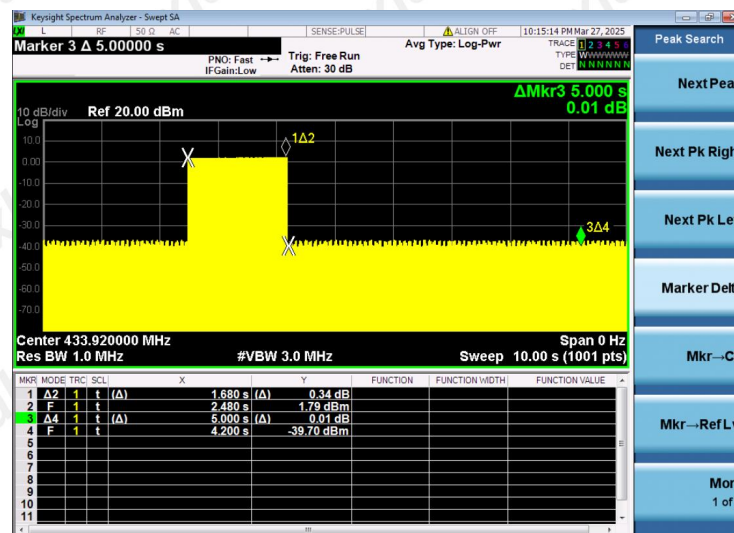 Keysight Spectrum Analyzer - Swept SA
LXI L RF 50 Ω AC SENSE:PULSE ALIGN OFF 10:15:14 PM Mar 27, 2025
Marker 3 Δ 5.00000 s
PNO: Fast
IFGain:Low
Trig: Free Run
Atten: 30 dB
Avg Type: Log-Pwr
TRACE 1 2 3 4 5 6
TYPE WWWWWW
DET N N N N N N
ΔMkr3 5.000 s
0.01 dB
10 dB/div Ref 20.00 dBm
Log
10.0
0.00
-10.0
-20.0
-30.0
-40.0
-50.0
-60.0
-70.0
1Δ2
3Δ4
Center 433.920000 MHz Span 0 Hz
Res BW 1.0 MHz #VBW 3.0 MHz Sweep 10.00 s (1001 pts)
MKR MODE TRC SCL X Y FUNCTION FUNCTION WIDTH FUNCTION VALUE
1 Δ2 1 t (Δ) 1.680 s (Δ) 0.34 dB
2 F 1 t 2.480 s 1.79 dBm
3 Δ4 1 t (Δ) 5.000 s (Δ) 0.01 dB
4 F 1 t 4.200 s -39.70 dBm
5
6
7
8
9
10
11
Peak Search
Next Pea
Next Pk Righ
Next Pk Le
Marker Delt
Mkr→C
Mkr→Ref Lv
Mor
1 of